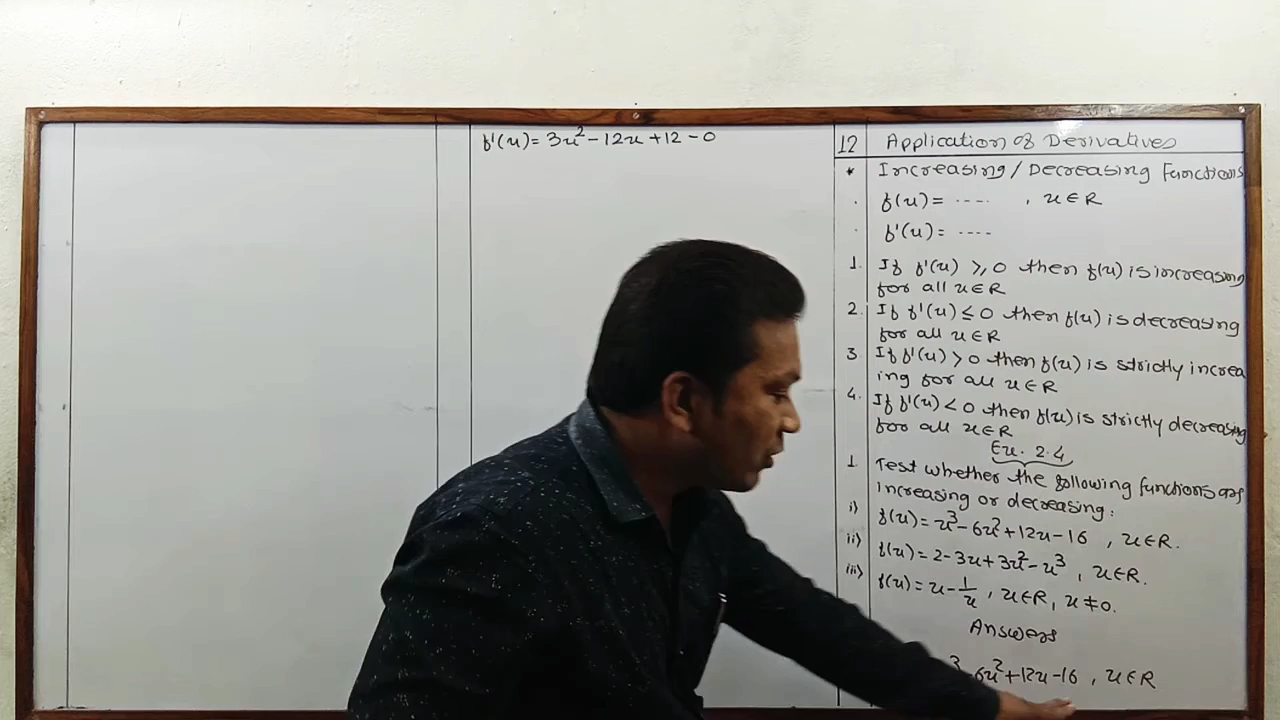 f'(x) = 3x² - 12x + 12 - 0
12 Application of Derivatives
* Increasing / Decreasing Functions
. f(x) = ---- , x ∈ R
. f'(x) = ----
1. If f'(x) ≥ 0 then f(x) is increasing
for all x ∈ R
2. If f'(x) ≤ 0 then f(x) is decreasing
for all x ∈ R
3 If f'(x) > 0 then f(x) is strictly increa
ing for all x ∈ R
4. If f'(x) < 0 then f(x) is strictly decreasing
for all x ∈ R
Ex. 2.4
1. Test whether the following functions are
increasing or decreasing:
i) f(x) = x³ - 6x² + 12x - 16 , x ∈ R.
ii) f(x) = 2 - 3x + 3x² - x³ , x ∈ R.
iii) f(x) = x - 1/x , x ∈ R, x ≠ 0.
Answers
³ - 6x² + 12x - 16 , x ∈ R